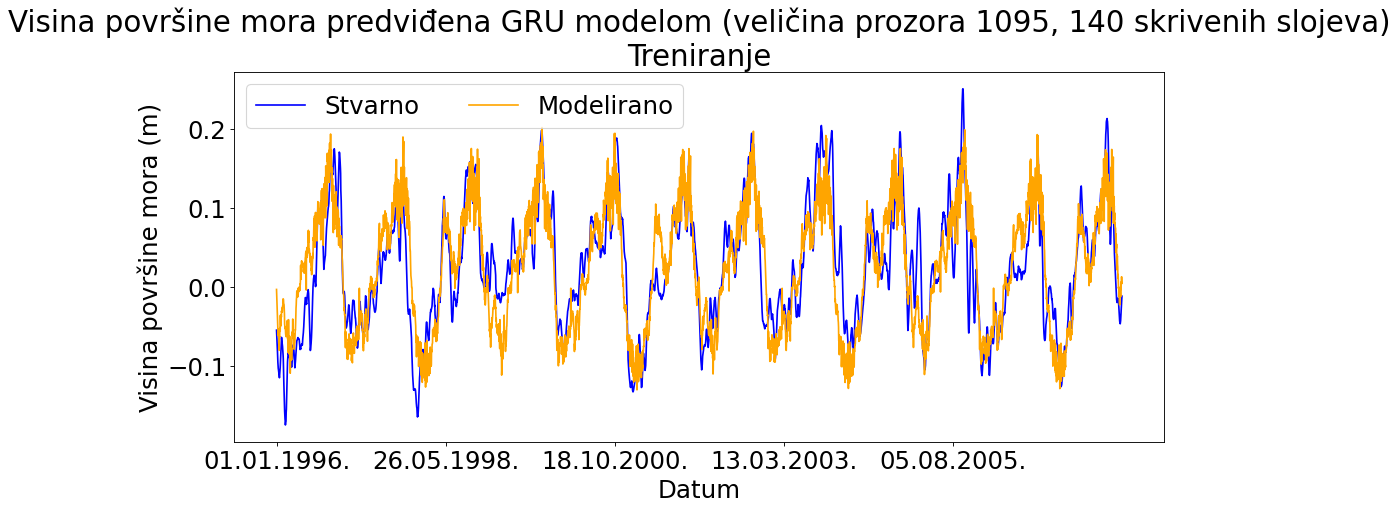 Visina površine mora predviđena GRU modelom (veličina prozora 1095, 140 skrivenih slojeva)
Treniranje
Stvarno
Modelirano
Visina površine mora (m)
0.2
0.1
0.0
−0.1
01.01.1996.
26.05.1998.
18.10.2000.
13.03.2003.
05.08.2005.
Datum